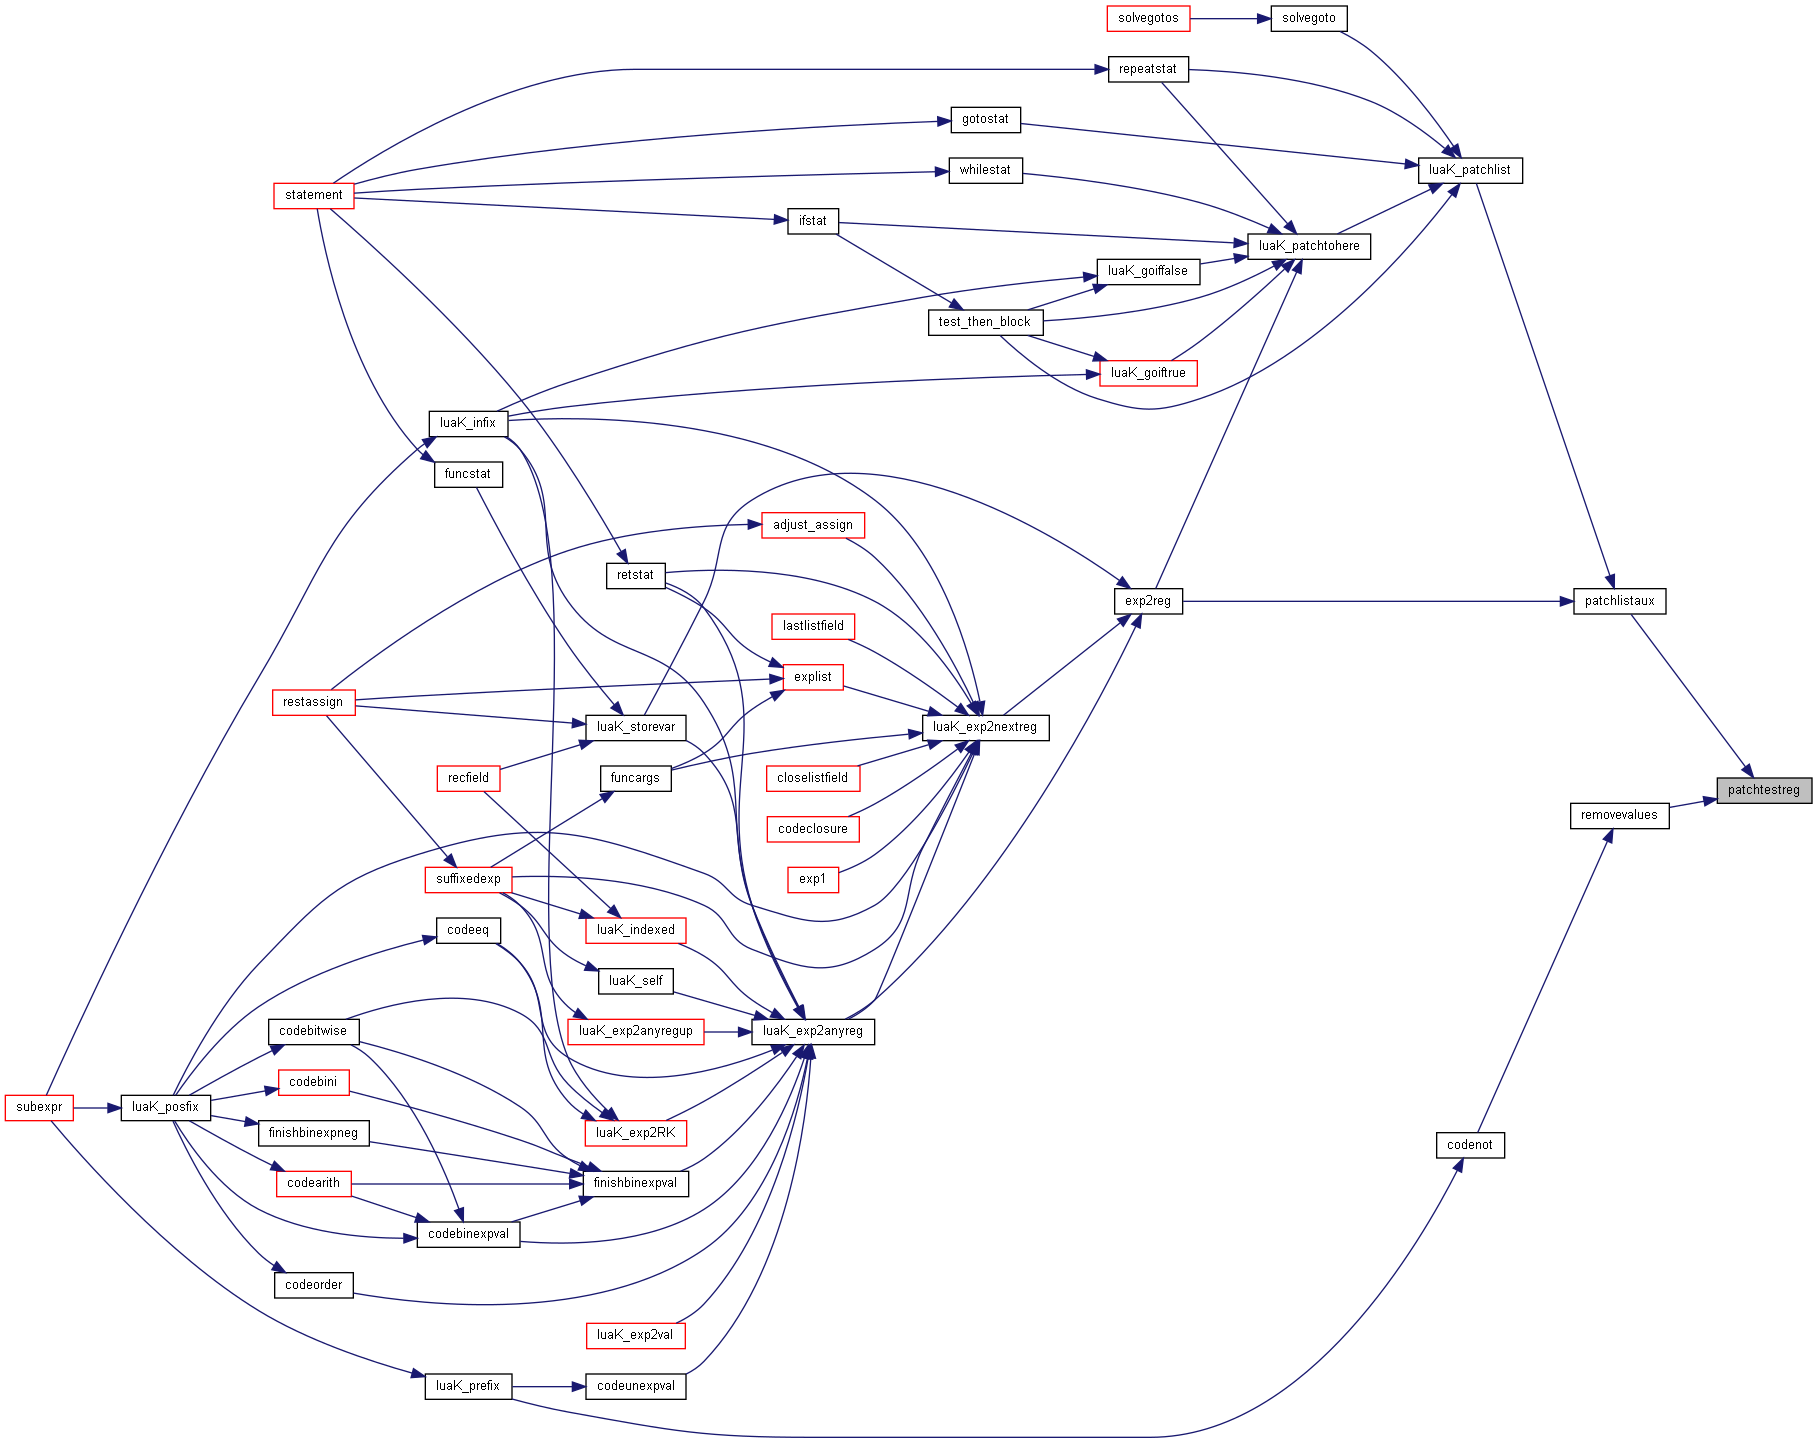 solvegotos
solvegoto
repeatstat
gotostat
whilestat
luaK_patchlist
statement
ifstat
luaK_patchtohere
luaK_goiffalse
test_then_block
luaK_goiftrue
luaK_infix
funcstat
adjust_assign
retstat
exp2reg
patchlistaux
lastlistfield
explist
restassign
luaK_storevar
luaK_exp2nextreg
recfield
funcargs
closelistfield
patchtestreg
removevalues
codeclosure
suffixedexp
exp1
codeeq
luaK_indexed
luaK_self
codebitwise
luaK_exp2anyregup
luaK_exp2anyreg
codebini
subexpr
luaK_posfix
finishbinexpneg
luaK_exp2RK
codenot
codearith
finishbinexpval
codebinexpval
codeorder
luaK_exp2val
luaK_prefix
codeunexpval